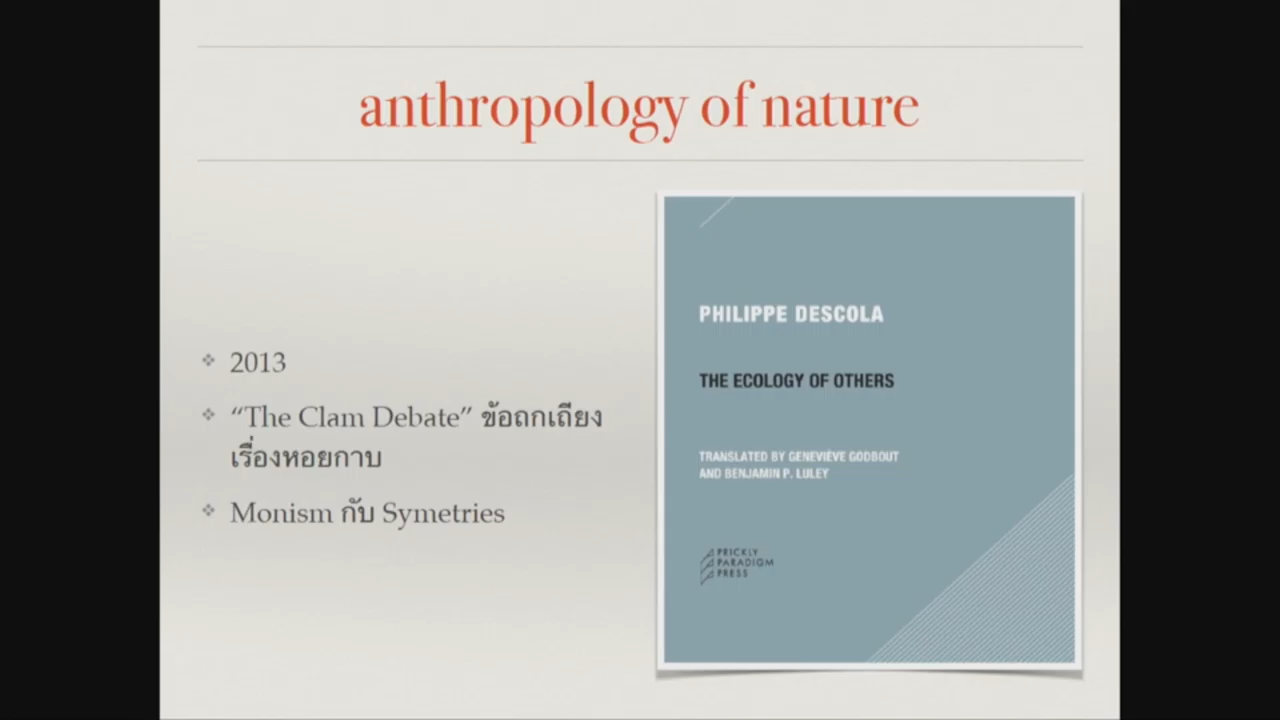 anthropology of nature
2013
“The Clam Debate” ข้อถกเถียง
เรื่องหอยกาบ
Monism กับ Symetries
PHILIPPE DESCOLA
THE ECOLOGY OF OTHERS
TRANSLATED BY GENEVIÈVE GODBOUT
AND BENJAMIN P. LULEY
PRICKLY
PARADIGM
PRESS